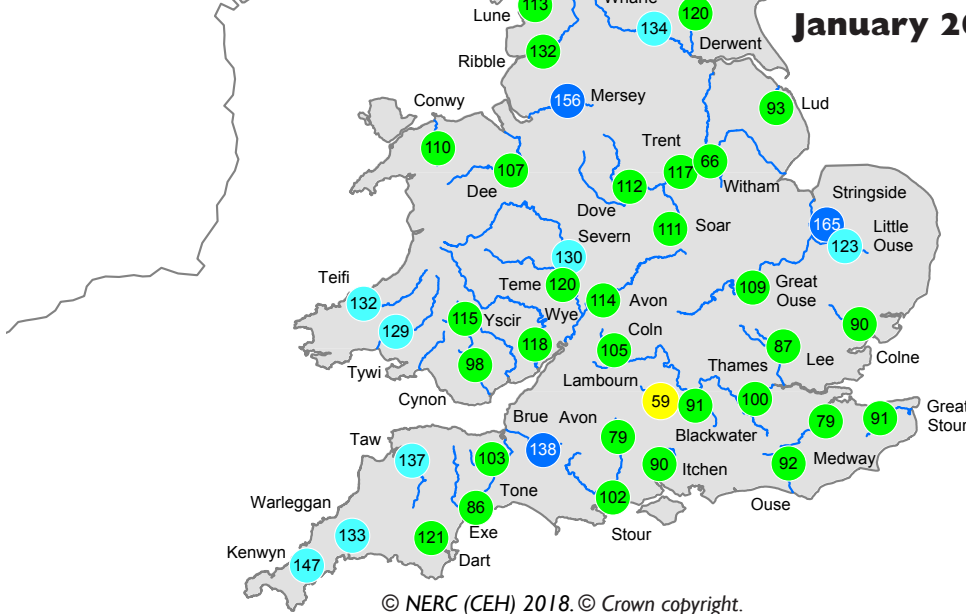 Wharfe
January 20
Lune
113
134
120
Derwent
Ribble
132
156
Mersey
93
Lud
Conwy
110
Trent
117
66
Witham
107
Dee
112
Dove
111
Soar
Stringside
165
123
Little
Ouse
Severn
130
Teme
120
114
Avon
109
Great
Ouse
Teifi
132
129
Tywi
115
Yscir
Wye
118
98
Cynon
Coln
105
90
Colne
87
Lee
Thames
100
Lambourn
59
91
Blackwater
79
91
Great
Stour
Medway
92
Ouse
Brue
Avon
138
79
90
Itchen
102
Stour
Taw
137
103
Tone
86
Exe
Warleggan
133
121
Dart
Kenwyn
147
© NERC (CEH) 2018. © Crown copyright.